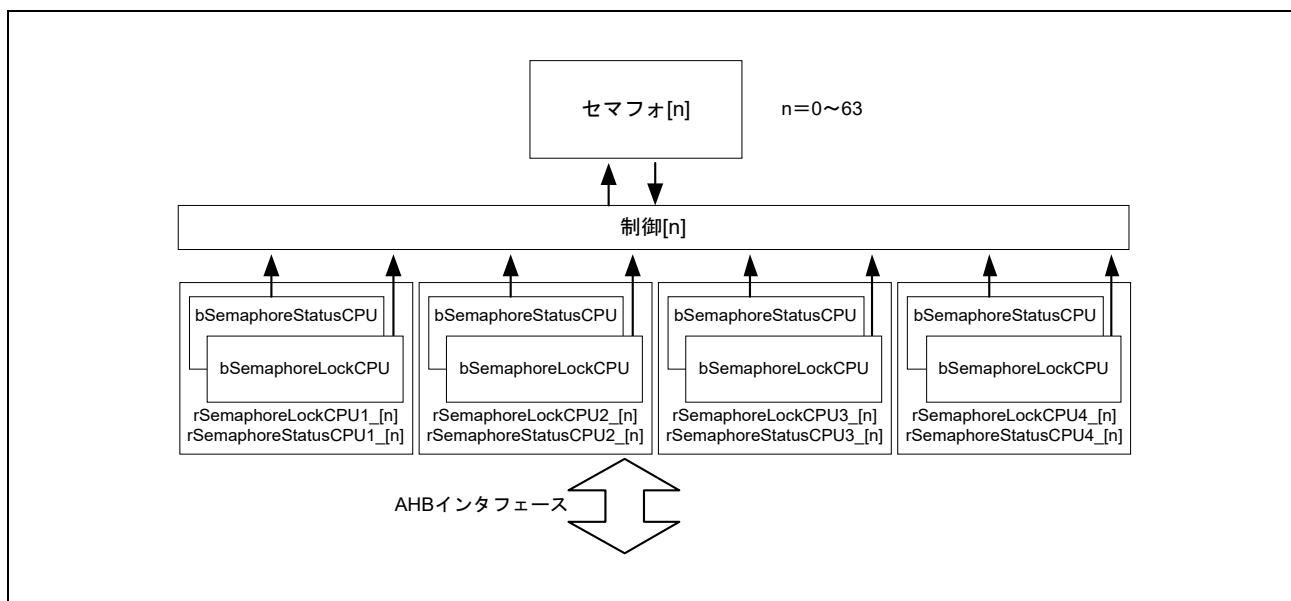 セマフォ[n]
n＝0～63
制御[n]
bSemaphoreStatusCPU
bSemaphoreLockCPU
rSemaphoreLockCPU1_[n]
rSemaphoreStatusCPU1_[n]
bSemaphoreStatusCPU
bSemaphoreLockCPU
rSemaphoreLockCPU2_[n]
rSemaphoreStatusCPU2_[n]
bSemaphoreStatusCPU
bSemaphoreLockCPU
rSemaphoreLockCPU3_[n]
rSemaphoreStatusCPU3_[n]
bSemaphoreStatusCPU
bSemaphoreLockCPU
rSemaphoreLockCPU4_[n]
rSemaphoreStatusCPU4_[n]
AHBインタフェース